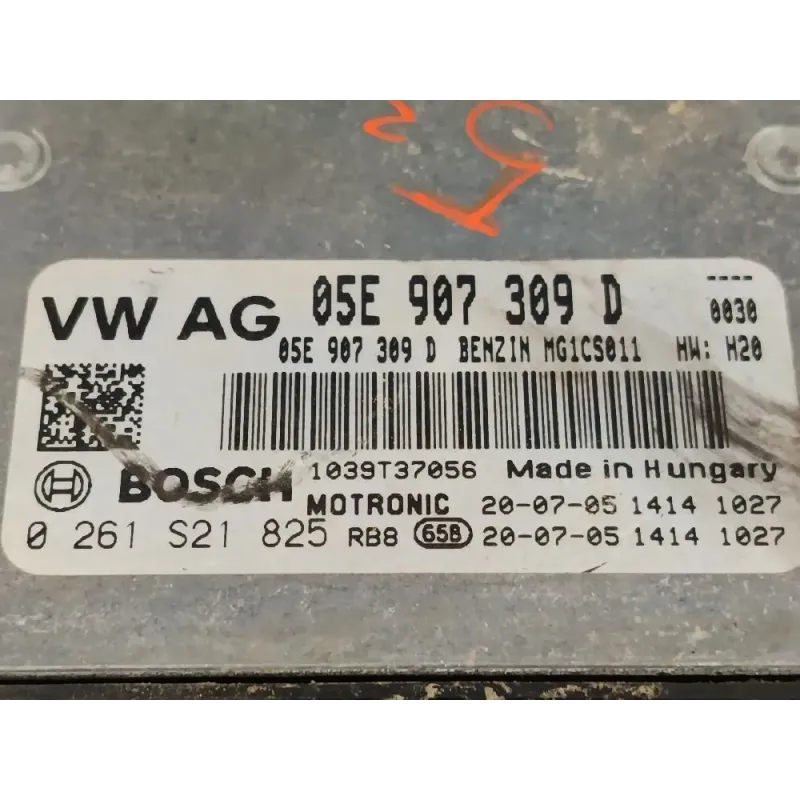 VW AG 05E 907 309 D ---- 0030
05E 907 309 D BENZIN MG1CS011 HW: H20
BOSCH 1039T37056 Made in Hungary
MOTRONIC 20-07-05 1414 1027
0 261 S21 825 RB8 65B 20-07-05 1414 1027